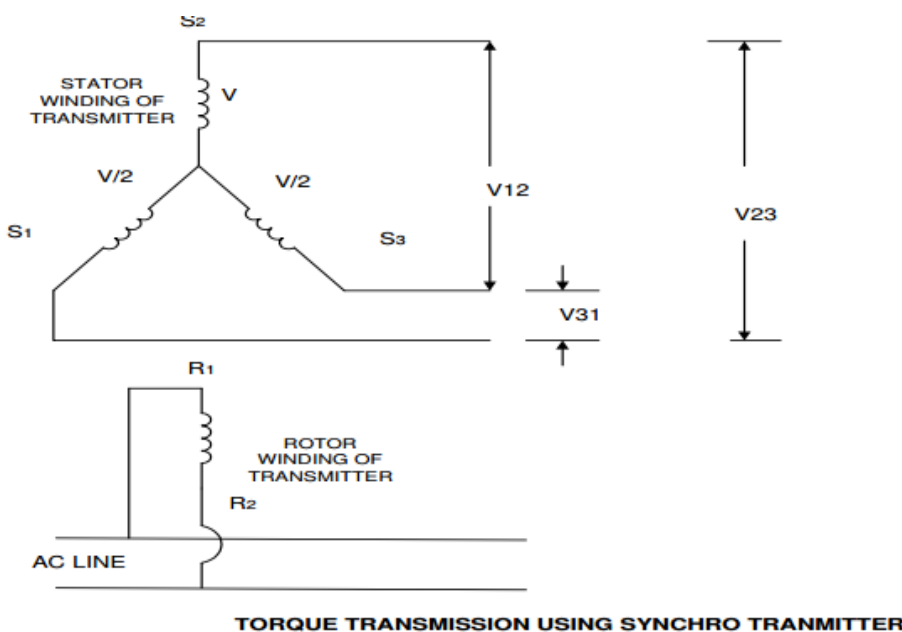 S2
STATOR
WINDING OF
TRANSMITTER
V
V/2
V/2
V12
V23
S1
S3
V31
R1
ROTOR
WINDING OF
TRANSMITTER
R2
AC LINE
TORQUE TRANSMISSION USING SYNCHRO TRANMITTER